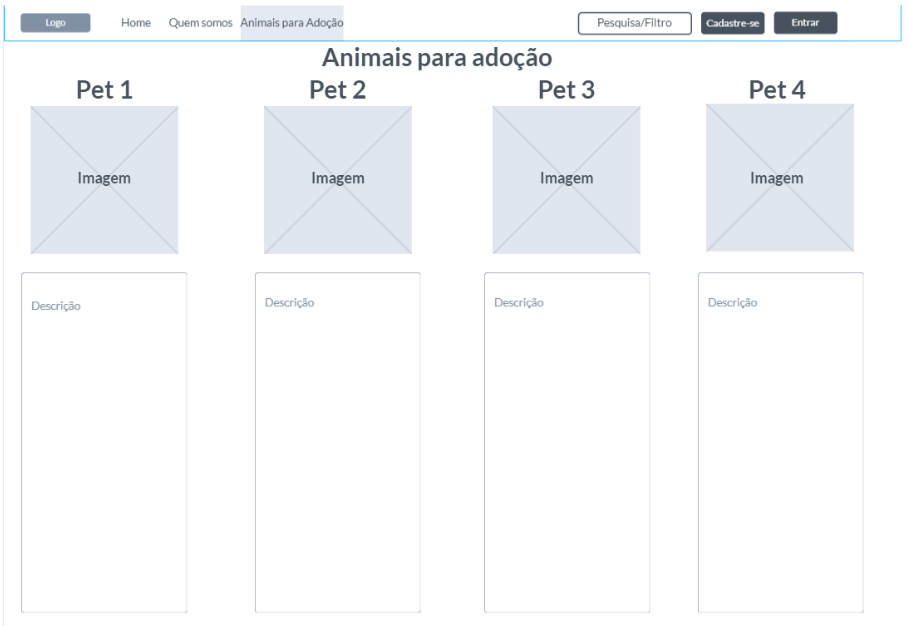 Logo Home Quem somos Animais para Adoção Pesquisa/Filtro Cadastre-se Entrar
Animais para adoção
Pet 1 Pet 2 Pet 3 Pet 4
Imagem Imagem Imagem Imagem
Descrição Descrição Descrição Descrição